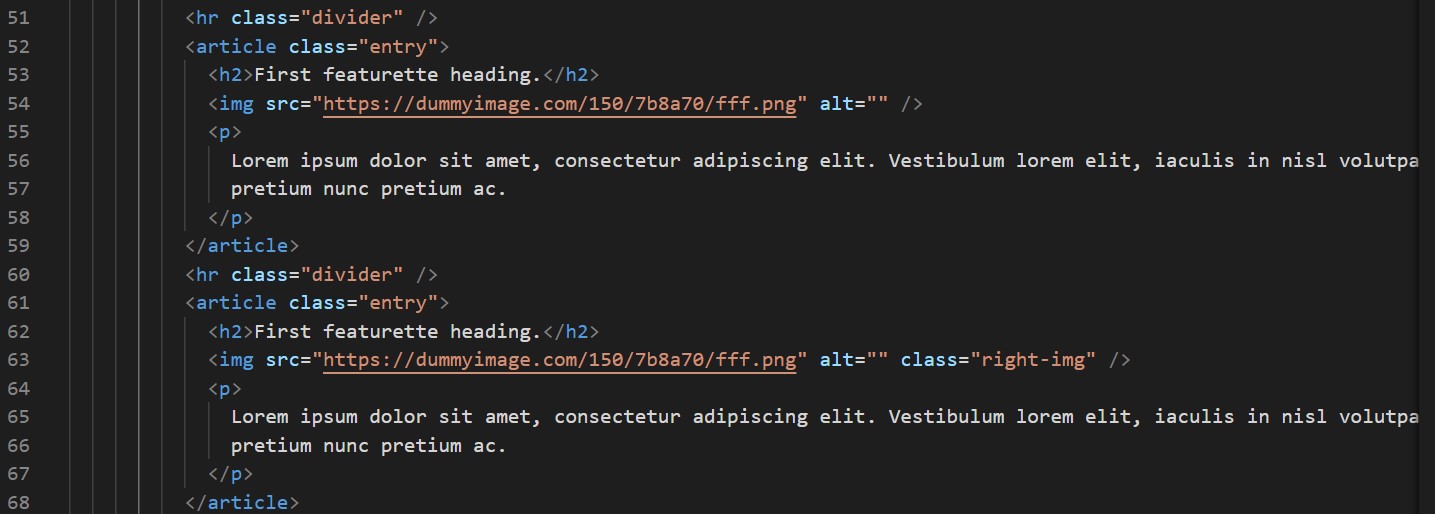 51 <hr class="divider" />
52 <article class="entry">
53 <h2>First featurette heading.</h2>
54 <img src="https://dummyimage.com/150/7b8a70/fff.png" alt="" />
55 <p>
56 Lorem ipsum dolor sit amet, consectetur adipiscing elit. Vestibulum lorem elit, iaculis in nisl volutpa
57 pretium nunc pretium ac.
58 </p>
59 </article>
60 <hr class="divider" />
61 <article class="entry">
62 <h2>First featurette heading.</h2>
63 <img src="https://dummyimage.com/150/7b8a70/fff.png" alt="" class="right-img" />
64 <p>
65 Lorem ipsum dolor sit amet, consectetur adipiscing elit. Vestibulum lorem elit, iaculis in nisl volutpa
66 pretium nunc pretium ac.
67 </p>
68 </article>